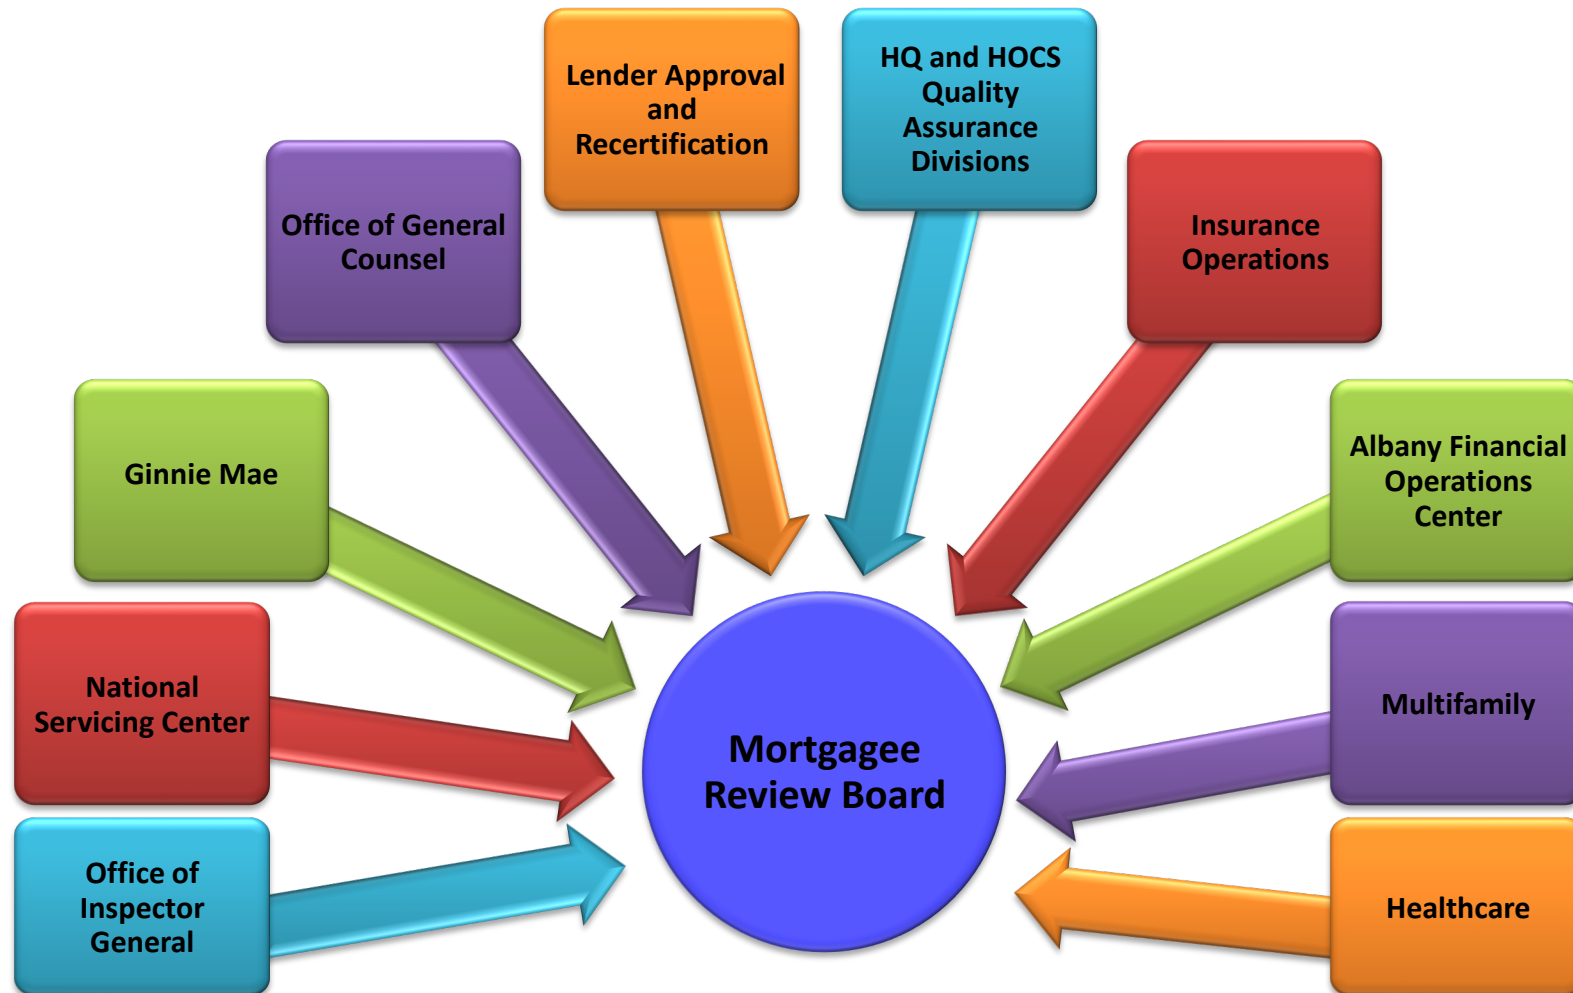 Lender Approval
and
Recertification
HQ and HOCS
Quality
Assurance
Divisions
Office of General
Counsel
Insurance
Operations
Ginnie Mae
Albany Financial
Operations
Center
National
Servicing Center
Multifamily
Mortgagee
Review Board
Office of
Inspector
General
Healthcare